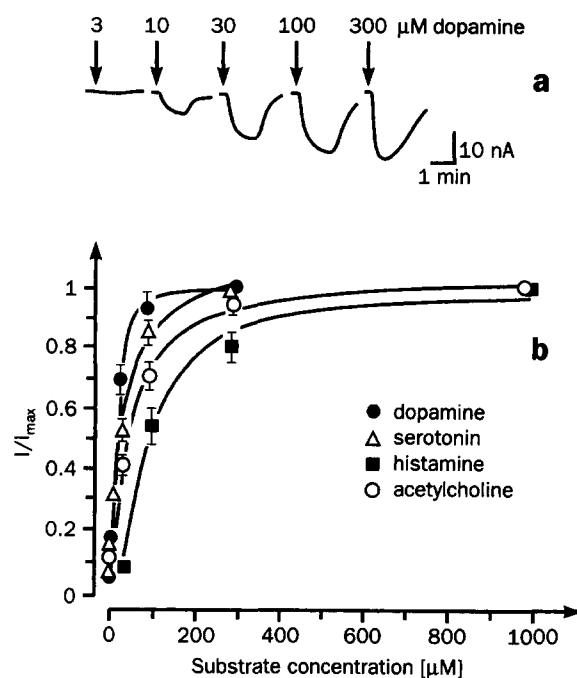 3 10 30 100 300 μM dopamine
a
10 nA
1 min
b
1
0.8
0.6
0.4
0.2
0
I/Imax
dopamine
serotonin
histamine
acetylcholine
0 200 400 600 800 1000
Substrate concentration [μM]